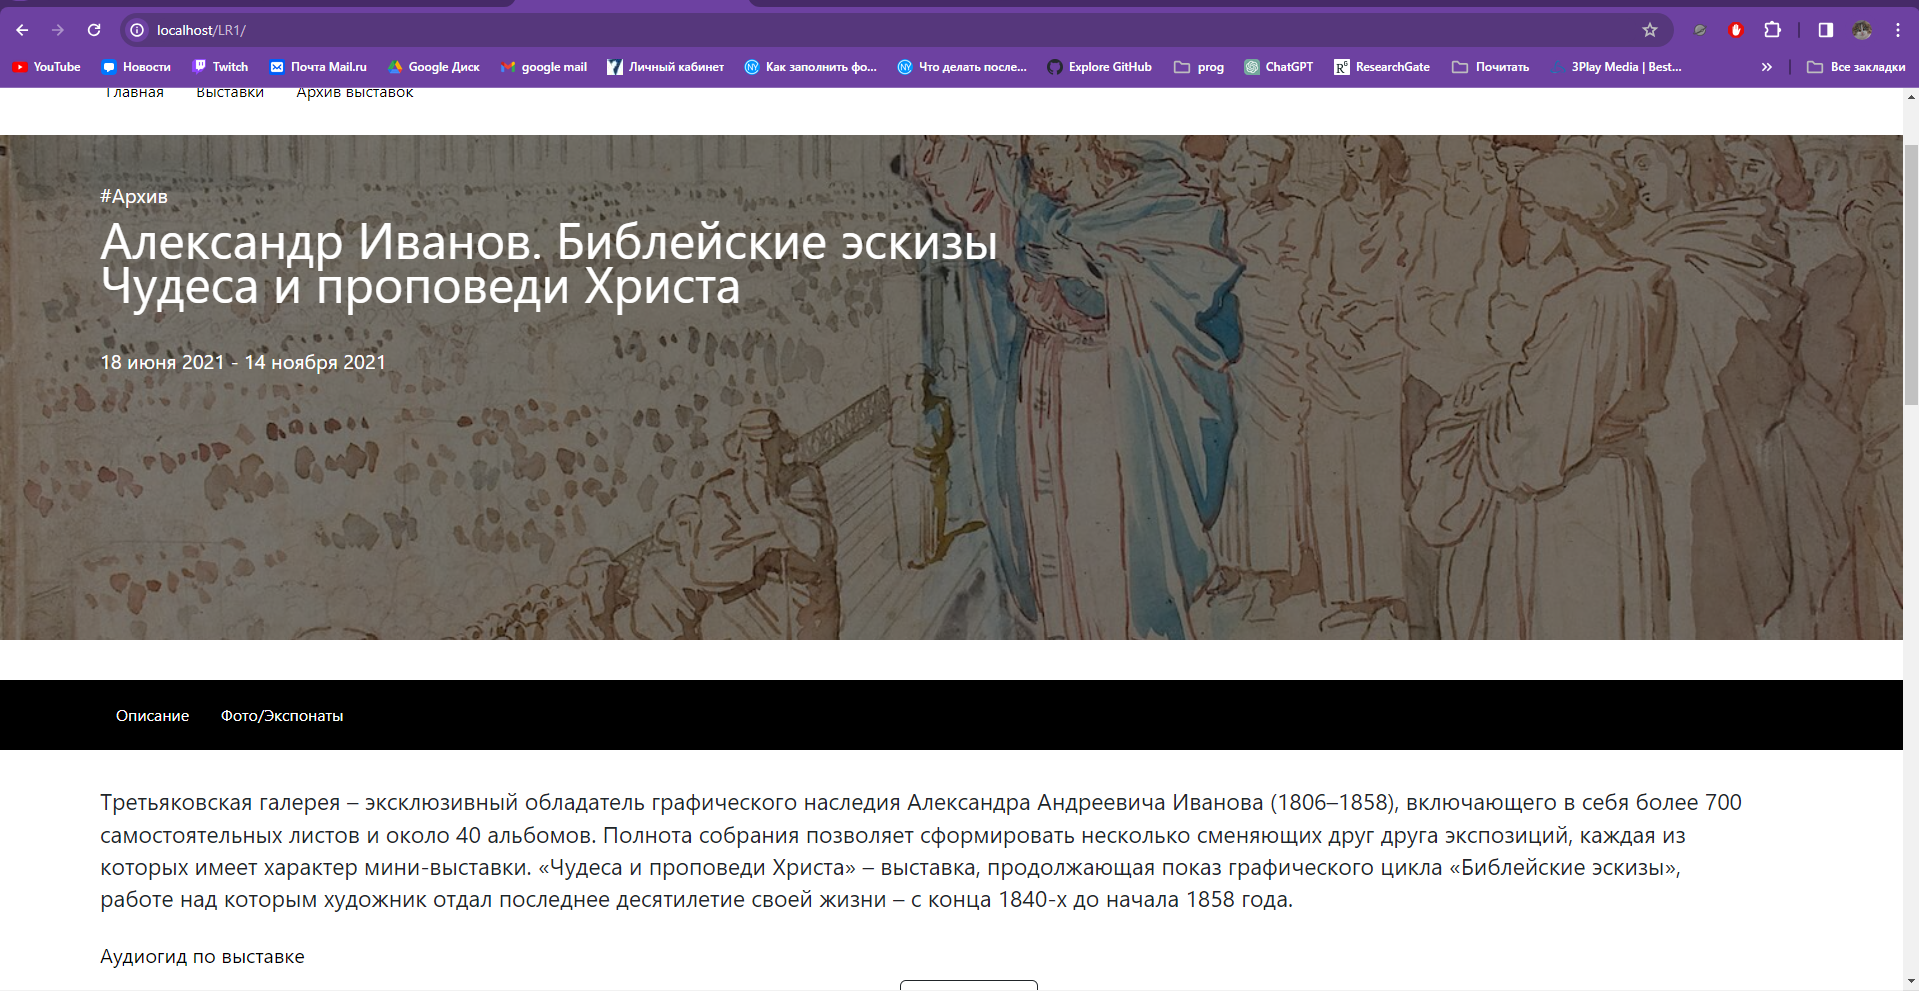 localhost/LR1/
YouTube Новости Twitch Почта Mail.ru Google Диск google mail Личный кабинет Как заполнить фо... Что делать после... Explore GitHub prog ChatGPT ResearchGate Почитать 3Play Media | Best... » Все закладки
Главная Выставки Архив выставок
#Архив
Александр Иванов. Библейские эскизы
Чудеса и проповеди Христа
18 июня 2021 - 14 ноября 2021
Описание Фото/Экспонаты
Третьяковская галерея – эксклюзивный обладатель графического наследия Александра Андреевича Иванова (1806–1858), включающего в себя более 700
самостоятельных листов и около 40 альбомов. Полнота собрания позволяет сформировать несколько сменяющих друг друга экспозиций, каждая из
которых имеет характер мини-выставки. «Чудеса и проповеди Христа» – выставка, продолжающая показ графического цикла «Библейские эскизы»,
работе над которым художник отдал последнее десятилетие своей жизни – с конца 1840-х до начала 1858 года.
Аудиогид по выставке